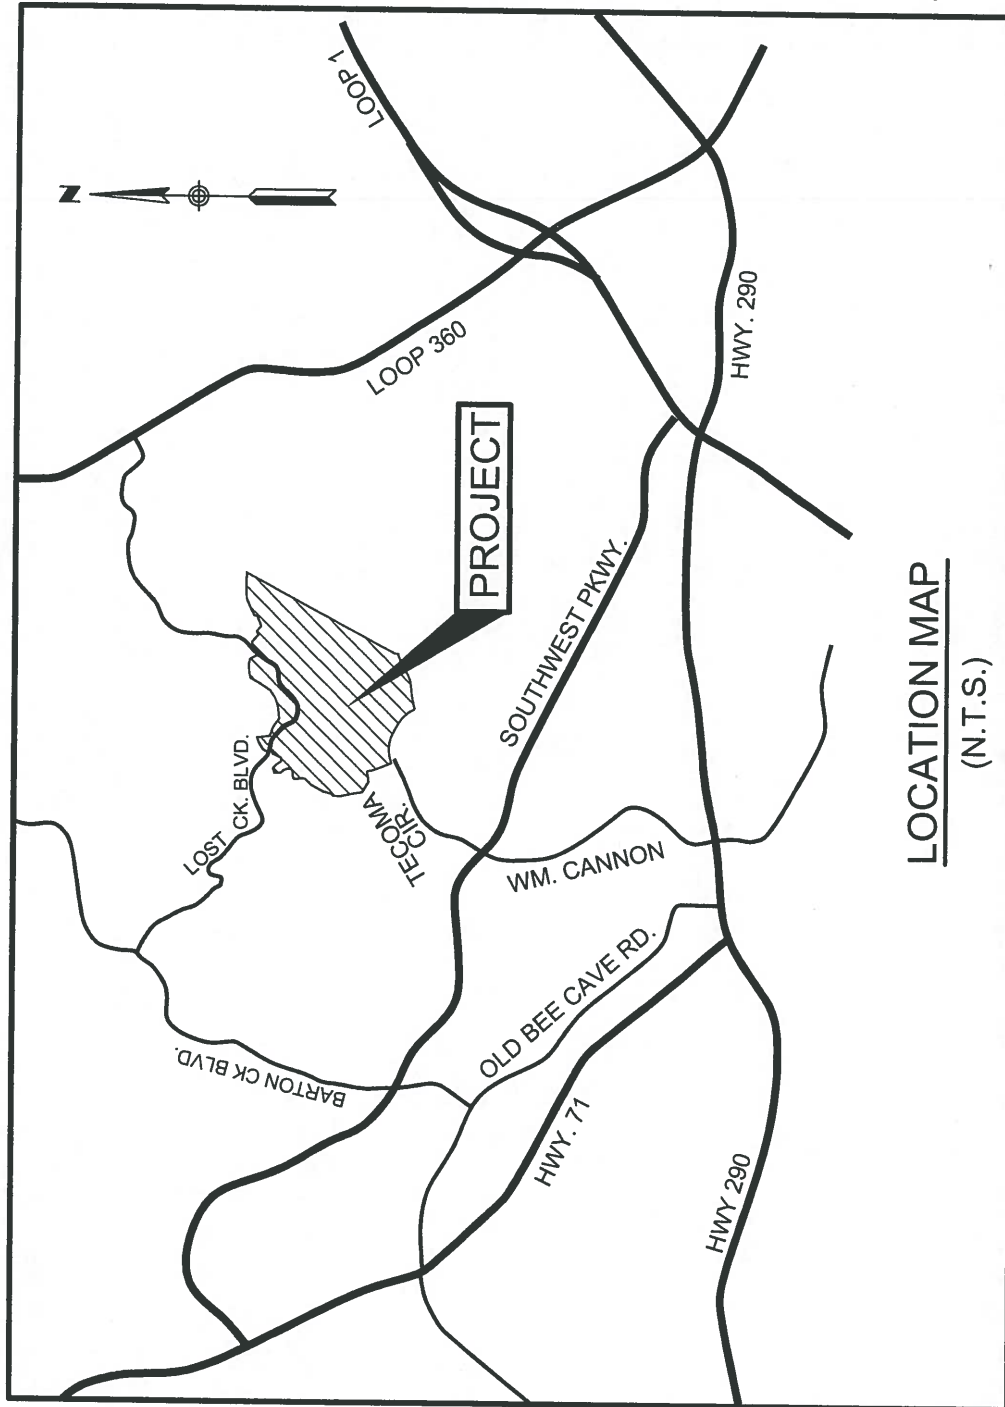 N
LOOP 1
LOOP 360
HWY. 290
PROJECT
SOUTHWEST PKWY.
LOST CK. BLVD.
TECOMA
CIR.
WM. CANNON
BARTON CK BLVD.
OLD BEE CAVE RD.
HWY. 71
HWY 290
LOCATION MAP
(N.T.S.)